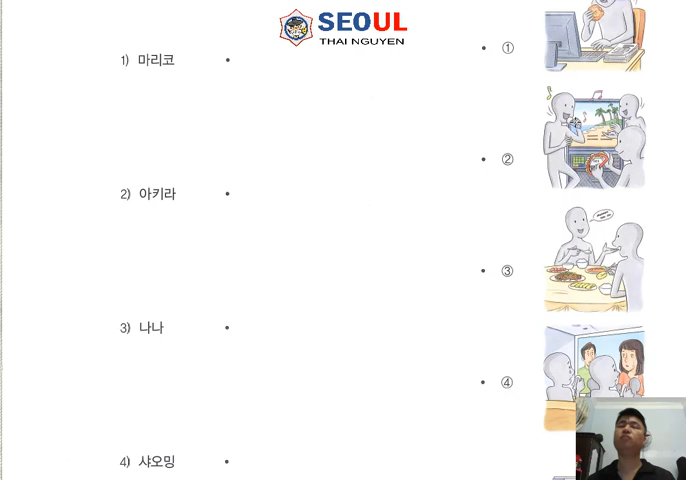 SEOUL
THAI NGUYEN
1) 마리코 • • ①
• ②
2) 아키라 •
• ③
3) 나나 •
• ④
4) 샤오밍 •